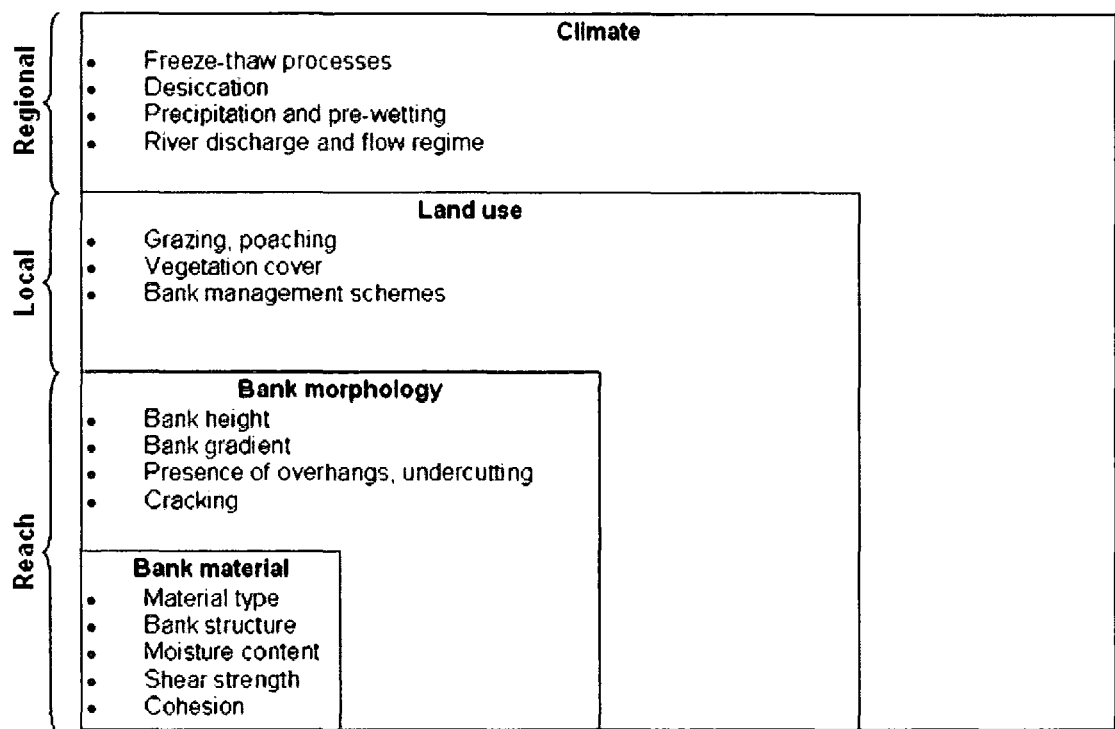 Regional
Climate
• Freeze-thaw processes
• Desiccation
• Precipitation and pre-wetting
• River discharge and flow regime
Local
Land use
• Grazing, poaching
• Vegetation cover
• Bank management schemes
Reach
Bank morphology
• Bank height
• Bank gradient
• Presence of overhangs, undercutting
• Cracking
Bank material
• Material type
• Bank structure
• Moisture content
• Shear strength
• Cohesion